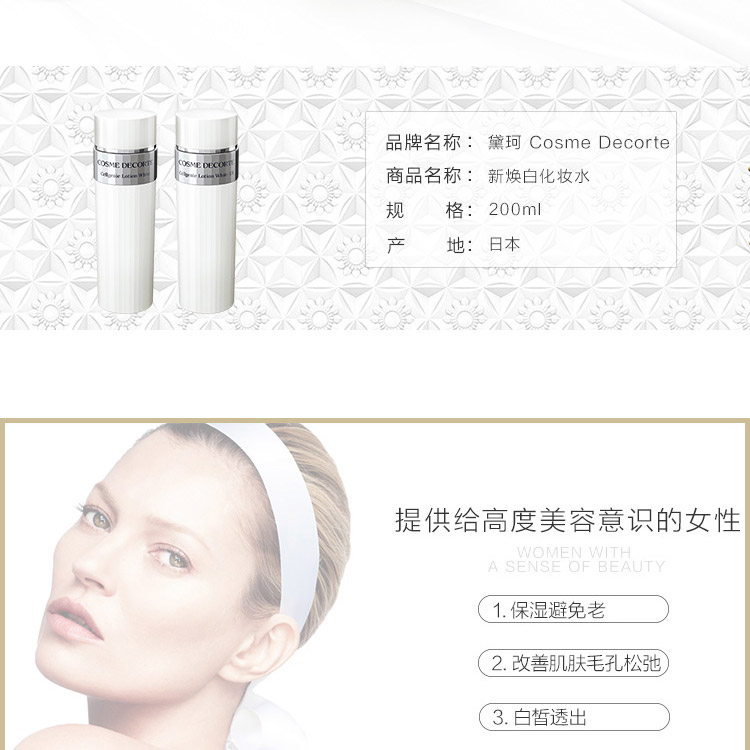 COSME DECORTE
Cellgenie Lotion White
COSME DECORTE
Cellgenie Lotion White
品牌名称： 黛珂 Cosme Decorte
商品名称： 新焕白化妆水
规 格： 200ml
产 地： 日本
提供给高度美容意识的女性
WOMEN WITH
A SENSE OF BEAUTY
1. 保湿避免老
2. 改善肌肤毛孔松弛
3. 白皙透出